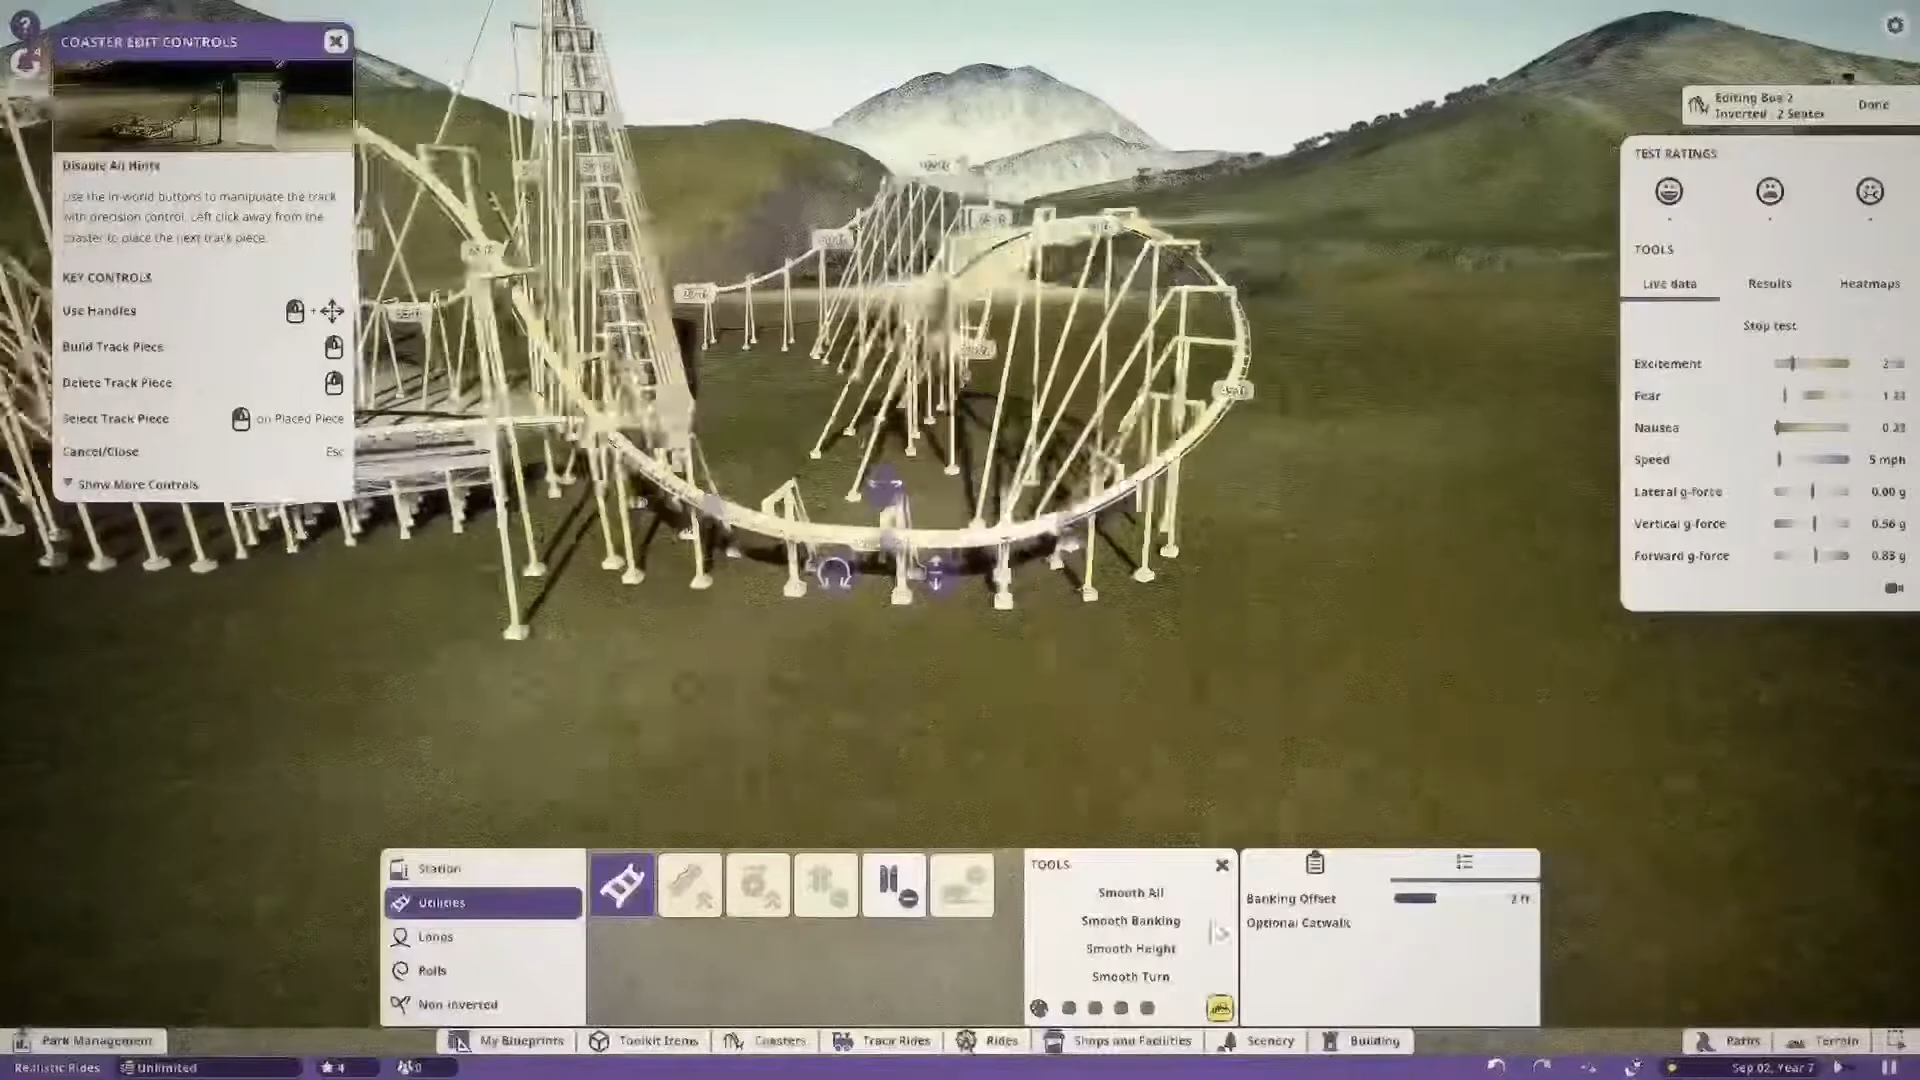 COASTER EDIT CONTROLS
Disable All Hints
Use the in-world buttons to manipulate the track
with precision control. Left click away from the
coaster to place the next track piece.
KEY CONTROLS
Use Handles
Build Track Piece
Delete Track Piece
Select Track Piece on Placed Piece
Cancel/Close Esc
Show More Controls
Editing Boa 2 Done
Inverted - 2 Seater
TEST RATINGS
TOOLS
Live data Results Heatmaps
Stop test
Excitement
Fear
Nausea
Speed 5 mph
Lateral g-force 0.00 g
Vertical g-force 0.56 g
Forward g-force 0.83 g
Station
Utilities
Loops
Rolls
Non-inverted
TOOLS
Smooth All
Smooth Banking
Smooth Height
Smooth Turn
Banking Offset 2 ft
Optional Catwalk
Park Management My Blueprints Toolkit Items Coasters Track Rides Rides Shops and Facilities Scenery Building Paths Terrain
Realistic Rides Unlimited 4 0 Sep 02, Year 7